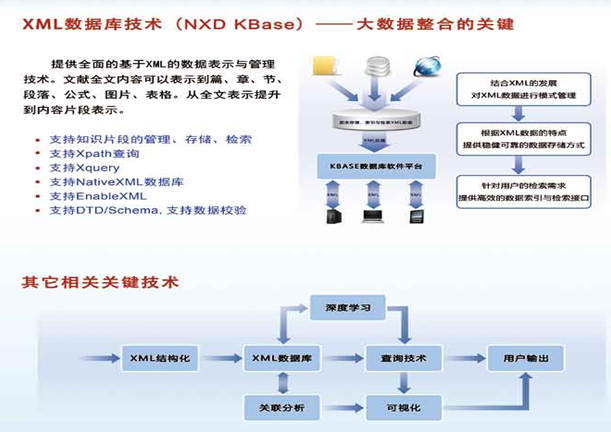 XML数据库技术（NXD KBase）——大数据整合的关键
提供全面的基于XML的数据表示与管理
技术。文献全文内容可以表示到篇、章、节、
段落、公式、图片、表格。从全文表示提升
到内容片段表示。
• 支持知识片段的管理、存储、检索
• 支持Xpath查询
• 支持Xquery
• 支持NativeXML数据库
• 支持EnableXML
• 支持DTD/Schema, 支持数据校验
KBASE数据库软件平台
XML XML XML
结合XML的发展
对XML数据进行模式管理
根据XML数据的特点
提供稳健可靠的数据存储方式
针对用户的检索需求
提供高效的数据索引与检索接口
其它相关关键技术
深度学习
XML结构化
XML数据库
查询技术
用户输出
关联分析
可视化